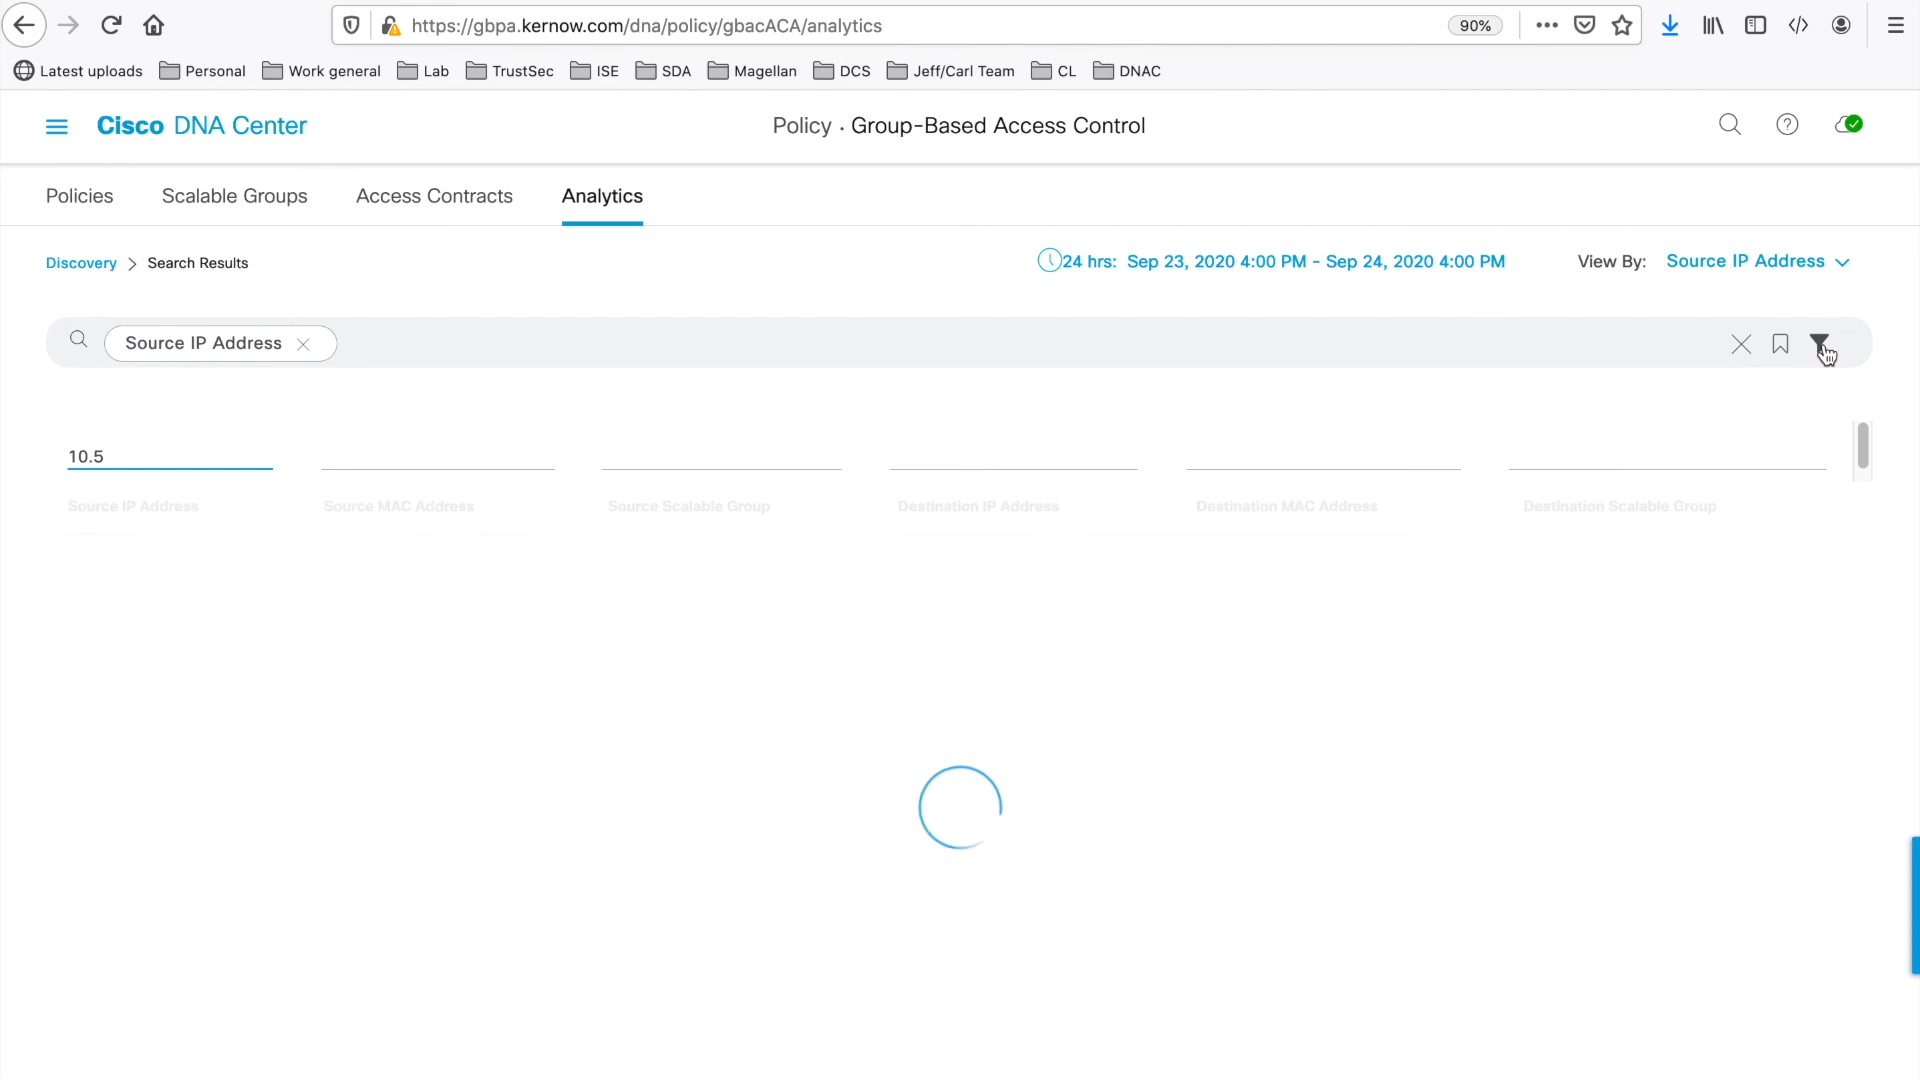 https://gbpa.kernow.com/dna/policy/gbacACA/analytics 90%
Latest uploads Personal Work general Lab TrustSec ISE SDA Magellan DCS Jeff/Carl Team CL DNAC
Cisco DNA Center Policy · Group-Based Access Control
Policies Scalable Groups Access Contracts Analytics
Discovery > Search Results 24 hrs: Sep 23, 2020 4:00 PM - Sep 24, 2020 4:00 PM View By: Source IP Address
Source IP Address
10.5
Source IP Address Source MAC Address Source Scalable Group Destination IP Address Destination MAC Address Destination Scalable Group